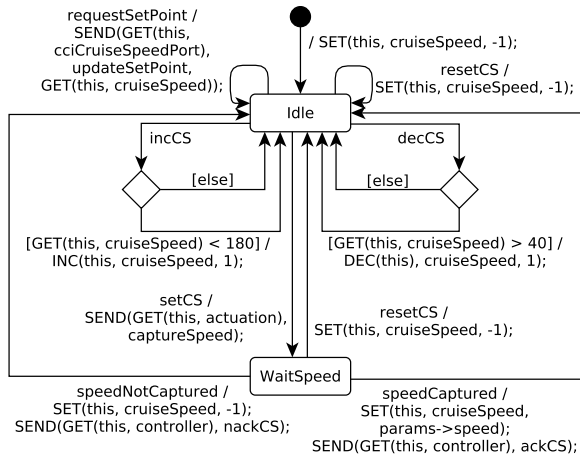 requestSetPoint /
SEND(GET(this,
cciCruiseSpeedPort),
updateSetPoint,
GET(this, cruiseSpeed));
/ SET(this, cruiseSpeed, -1);
resetCS /
SET(this, cruiseSpeed, -1);
Idle
incCS
decCS
[else]
[else]
[GET(this, cruiseSpeed) < 180] /
INC(this, cruiseSpeed, 1);
[GET(this, cruiseSpeed) > 40] /
DEC(this), cruiseSpeed, 1);
setCS /
SEND(GET(this, actuation),
captureSpeed);
resetCS /
SET(this, cruiseSpeed, -1);
WaitSpeed
speedNotCaptured /
SET(this, cruiseSpeed, -1);
SEND(GET(this, controller), nackCS);
speedCaptured /
SET(this, cruiseSpeed,
params->speed);
SEND(GET(this, controller), ackCS);